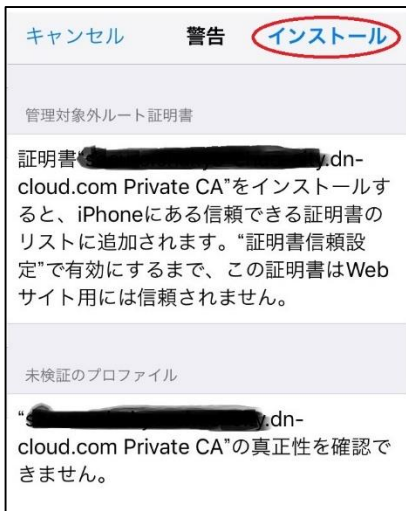 キャンセル 警告 インストール
管理対象外ルート証明書
証明書“ y.dn-
cloud.com Private CA”をインストールす
ると、iPhoneにある信頼できる証明書の
リストに追加されます。“証明書信頼設
定”で有効にするまで、この証明書はWeb
サイト用には信頼されません。
未検証のプロファイル
“ y.dn-
cloud.com Private CA”の真正性を確認で
きません。